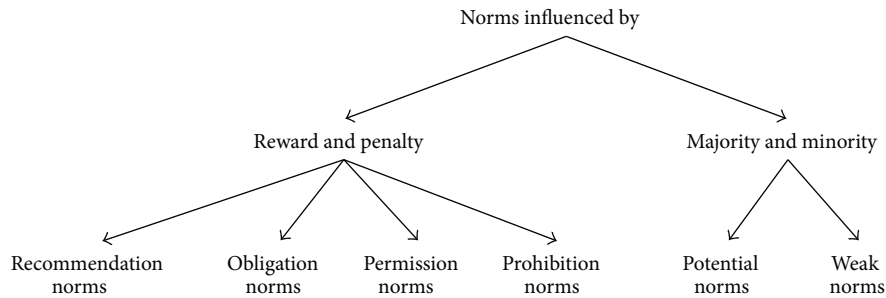 Norms influenced by
Reward and penalty
Majority and minority
Recommendation
norms
Obligation
norms
Permission
norms
Prohibition
norms
Potential
norms
Weak
norms